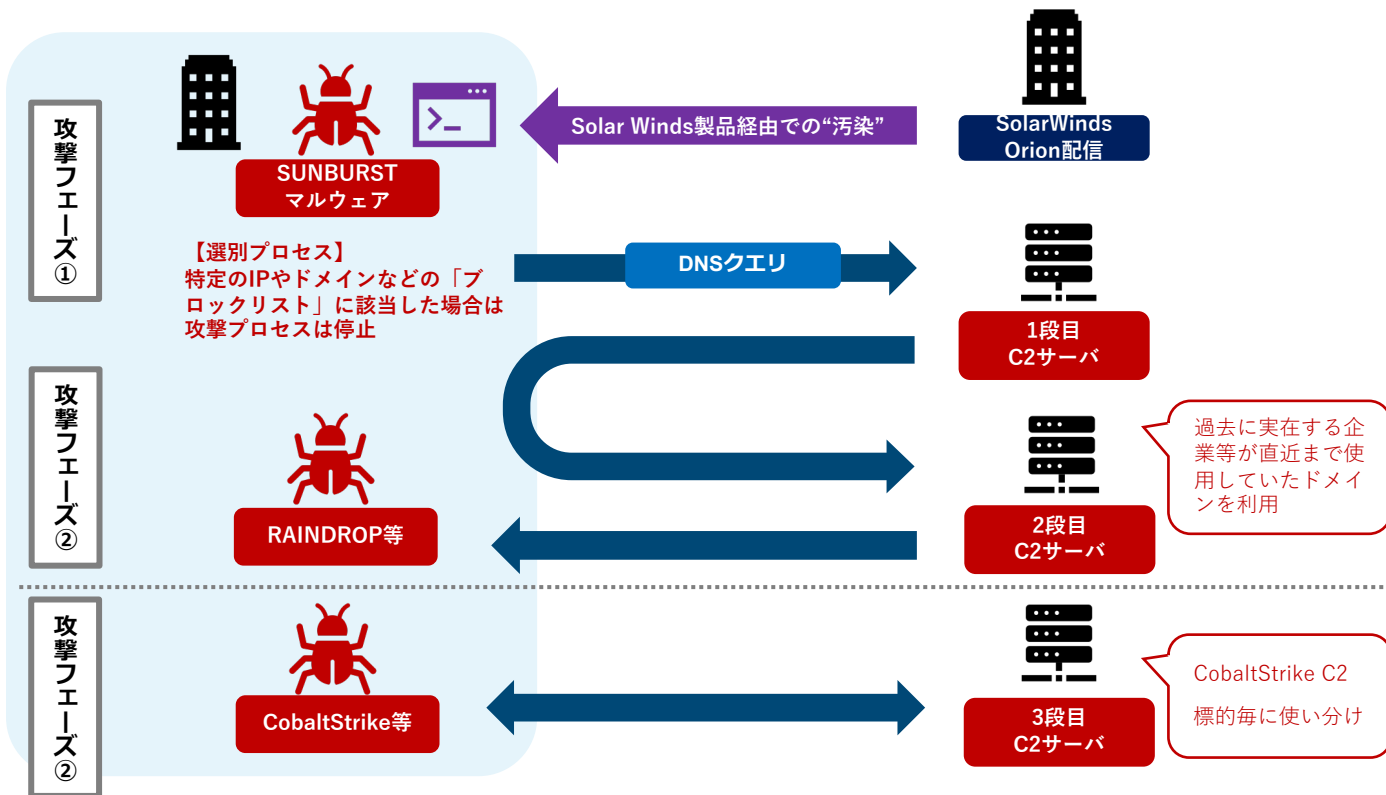 攻撃フェーズ①
SUNBURST
マルウェア
Solar Winds製品経由での“汚染”
SolarWinds
Orion配信
【選別プロセス】
特定のIPやドメインなどの「ブ
ロックリスト」に該当した場合は
攻撃プロセスは停止
DNSクエリ
1段目
C2サーバ
攻撃フェーズ②
RAINDROP等
2段目
C2サーバ
過去に実在する企
業等が直近まで使
用していたドメイ
ンを利用
攻撃フェーズ②
CobaltStrike等
3段目
C2サーバ
CobaltStrike C2
標的毎に使い分け